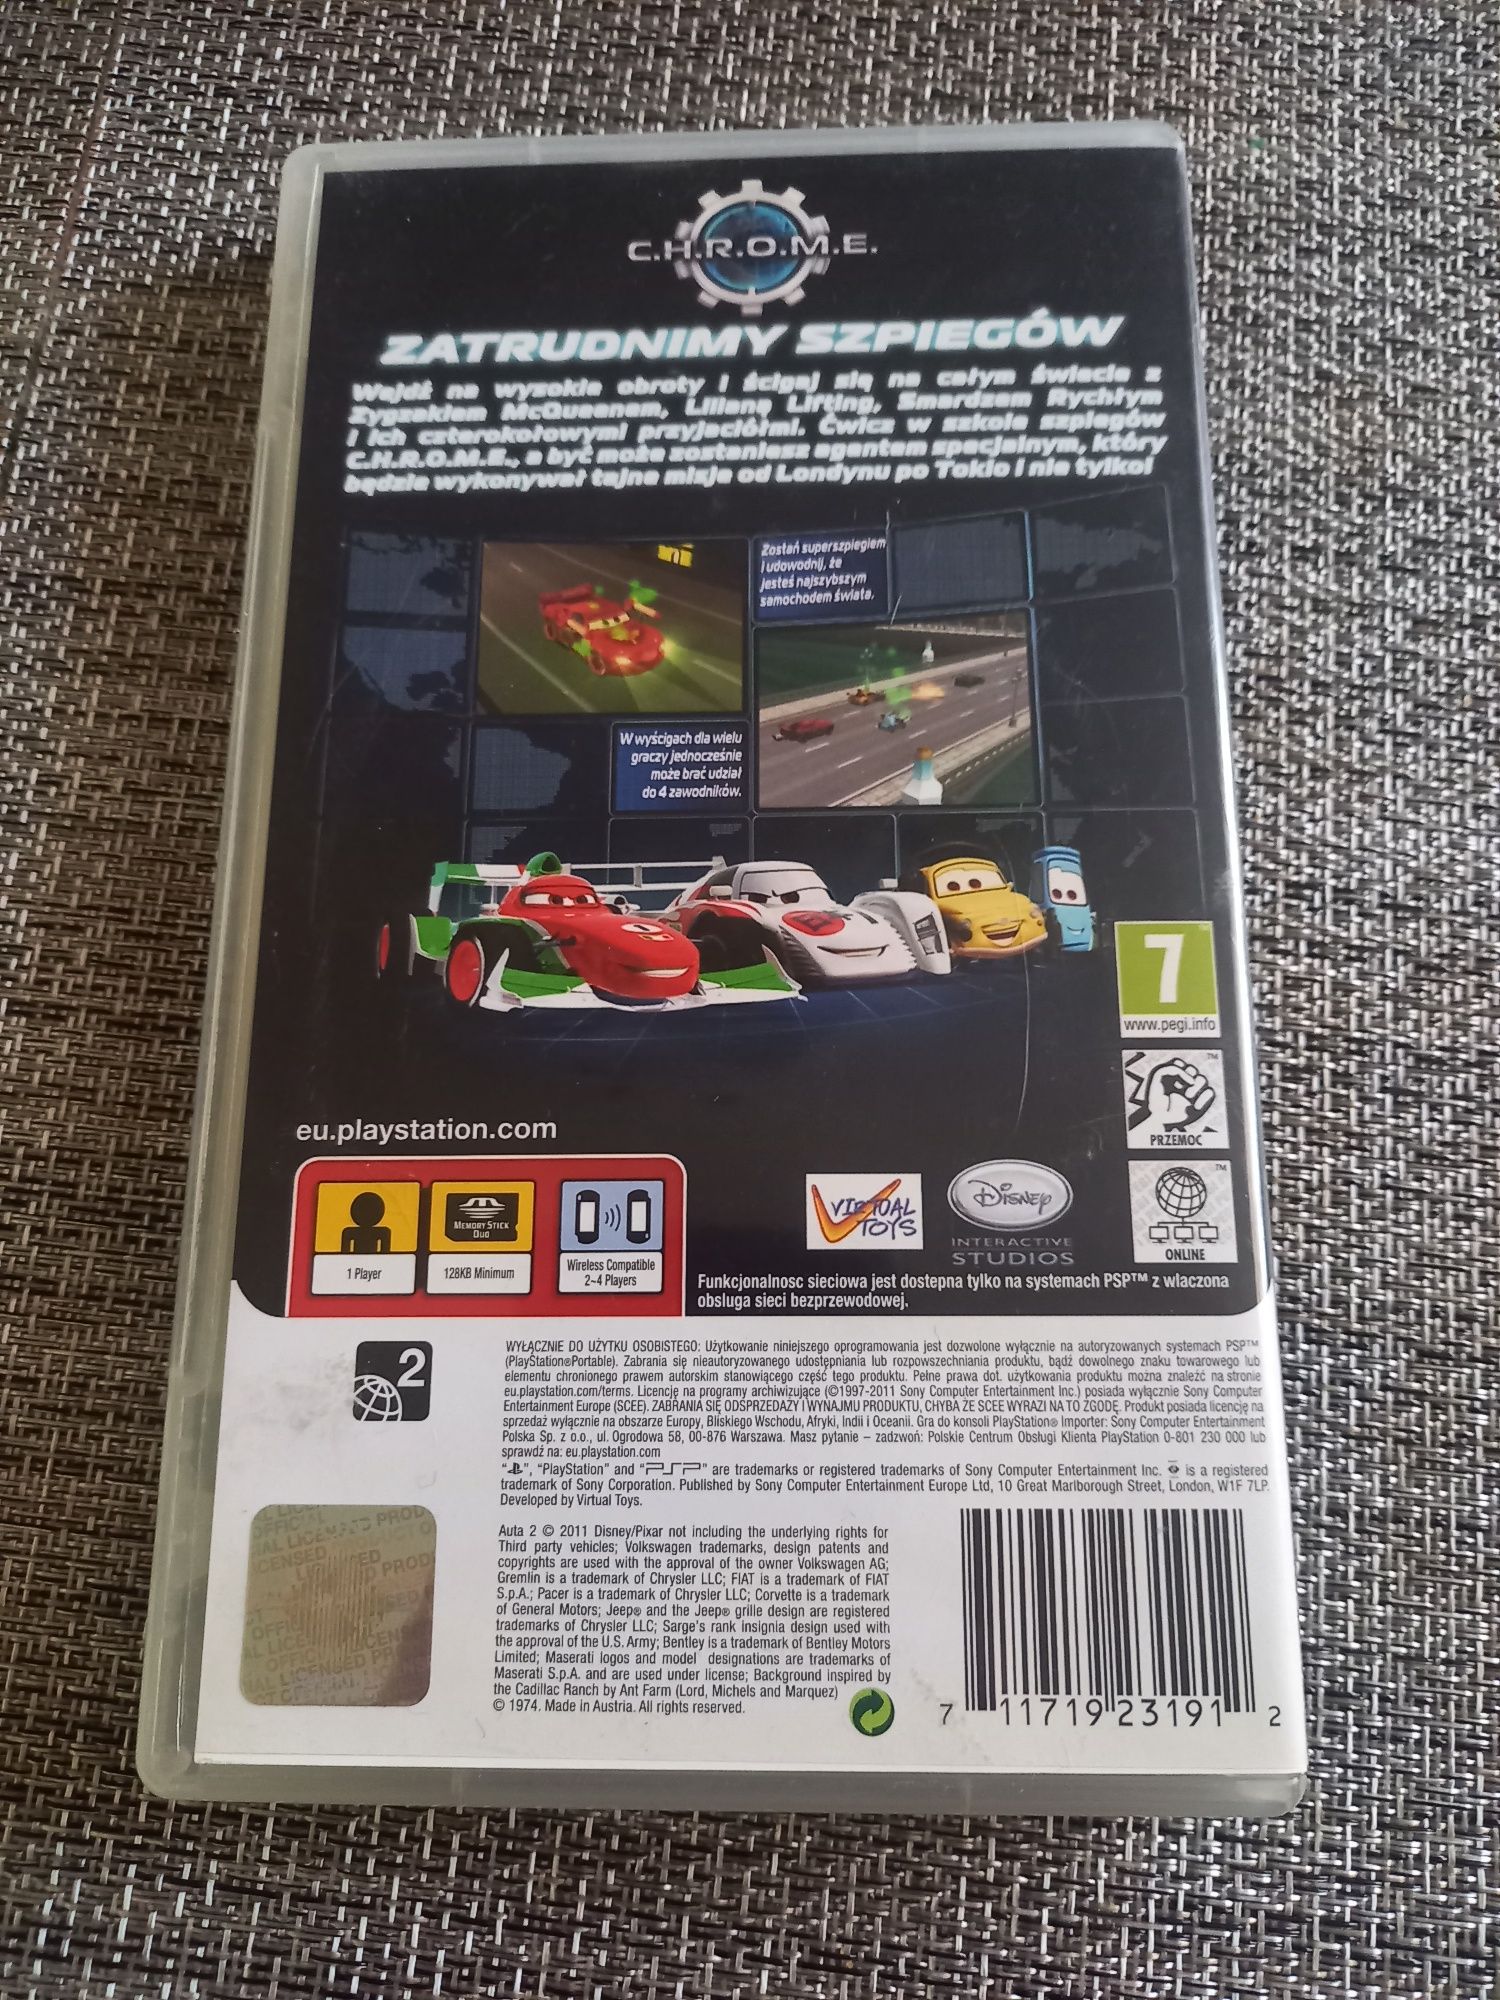 C.H.R.O.M.E.
ZATRUDNIMY SZPIEGÓW
Wejdź na wysokie obroty i ścigaj się na całym świecie z
Zygzakiem McQueenem, Lilianą Lifting, Smardzem Rychłym
i ich czterokołowymi przyjaciółmi. Ćwicz w szkole szpiegów
C.H.R.O.M.E., a być może zostaniesz agentem specjalnym, który
będzie wykonywał tajne misje od Londynu po Tokio i nie tylko!
Zostań superszpiegiem
i udowodnij, że
jesteś najszybszym
samochodem świata.
W wyścigach dla wielu
graczy jednocześnie
może brać udział
do 4 zawodników.
7
www.pegi.info
PRZEMOC
ONLINE
eu.playstation.com
MEMORY STICK
DUO
1 Player
128KB Minimum
Wireless Compatible
2~4 Players
VIRTUAL
TOYS
DISNEY
INTERACTIVE
STUDIOS
Funkcjonalnosc sieciowa jest dostepna tylko na systemach PSP™ z wlaczona
obsluga sieci bezprzewodowej.
2
WYŁĄCZNIE DO UŻYTKU OSOBISTEGO: Użytkowanie niniejszego oprogramowania jest dozwolone wyłącznie na autoryzowanych systemach PSP™
(PlayStation®Portable). Zabrania się nieautoryzowanego udostępniania lub rozpowszechniania produktu, bądź dowolnego znaku towarowego lub
elementu chronionego prawem autorskim stanowiącego część tego produktu. Pełne prawa dot. użytkowania produktu można znaleźć na stronie
eu.playstation.com/terms. Licencję na programy archiwizujące (©1997-2011 Sony Computer Entertainment Inc.) posiada wyłącznie Sony Computer
Entertainment Europe (SCEE). ZABRANIA SIĘ ODSPRZEDAŻY I WYNAJMU PRODUKTU, CHYBA ŻE SCEE WYRAZI NA TO ZGODĘ. Produkt posiada licencję na
sprzedaż wyłącznie na obszarze Europy, Bliskiego Wschodu, Afryki, Indii i Oceanii. Gra do konsoli PlayStation® Importer: Sony Computer Entertainment
Polska Sp. z o.o., ul. Ogrodowa 58, 00-876 Warszawa. Masz pytanie – zadzwoń: Polskie Centrum Obsługi Klienta PlayStation 0-801 230 000 lub
sprawdź na: eu.playstation.com
“ ”, “PlayStation” and “PSP” are trademarks or registered trademarks of Sony Computer Entertainment Inc. is a registered
trademark of Sony Corporation. Published by Sony Computer Entertainment Europe Ltd, 10 Great Marlborough Street, London, W1F 7LP.
Developed by Virtual Toys.
Auta 2 © 2011 Disney/Pixar not including the underlying rights for
Third party vehicles; Volkswagen trademarks, design patents and
copyrights are used with the approval of the owner Volkswagen AG;
Gremlin is a trademark of Chrysler LLC; FIAT is a trademark of FIAT
S.p.A.; Pacer is a trademark of Chrysler LLC; Corvette is a trademark
of General Motors; Jeep® and the Jeep® grille design are registered
trademarks of Chrysler LLC; Sarge's rank insignia design used with
the approval of the U.S. Army; Bentley is a trademark of Bentley Motors
Limited; Maserati logos and model designations are trademarks of
Maserati S.p.A. and are used under license; Background inspired by
the Cadillac Ranch by Ant Farm (Lord, Michels and Marquez)
© 1974. Made in Austria. All rights reserved.
7 11719 23191 2